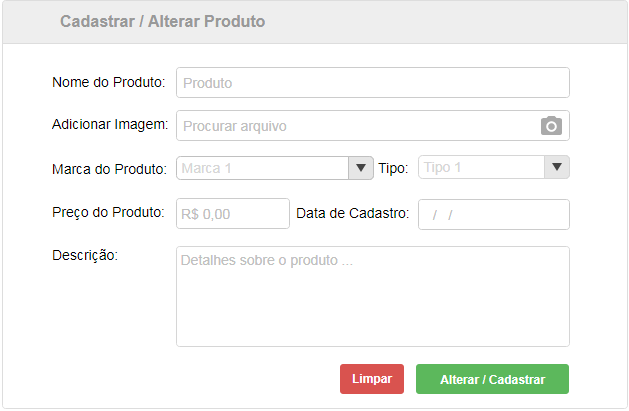 Cadastrar / Alterar Produto
Nome do Produto: Produto
Adicionar Imagem: Procurar arquivo
Marca do Produto: Marca 1 Tipo: Tipo 1
Preço do Produto: R$ 0,00 Data de Cadastro: / /
Descrição: Detalhes sobre o produto ...
Limpar Alterar / Cadastrar